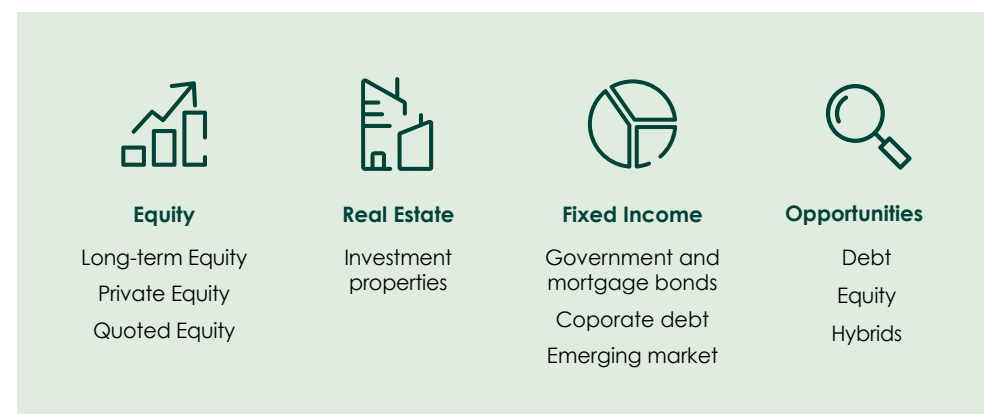 Equity
Long-term Equity
Private Equity
Quoted Equity
Real Estate
Investment
properties
Fixed Income
Government and
mortgage bonds
Coporate debt
Emerging market
Opportunities
Debt
Equity
Hybrids